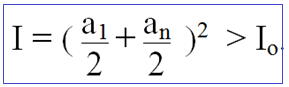 I = ( a₁/2 + aₙ/2 )² > Iₒ.